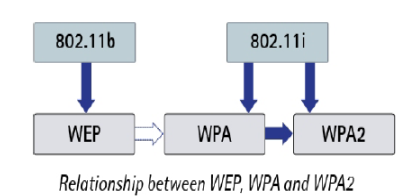 802.11b 802.11i
WEP WPA WPA2
Relationship between WEP, WPA and WPA2